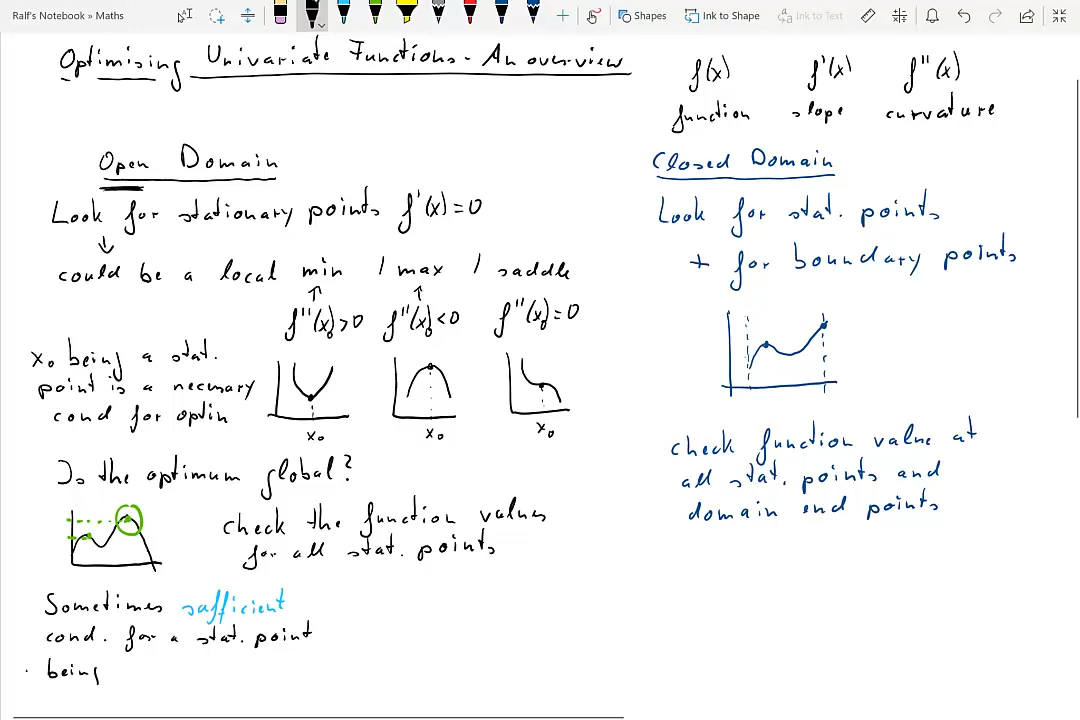 Ralf's Notebook » Maths
Shapes
Ink to Shape
Ink to Text
Optimising Univariate Functions - An overview
f(x) f'(x) f''(x)
function slope curvature
Open Domain
Look for stationary points f'(x)=0
could be a local min / max / saddle
f''(x₀)>0 f''(x₀)<0 f''(x₀)=0
x₀ being a stat.
point is a necessary
cond for optim
x₀ x₀ x₀
Is the optimum global?
check the function values
for all stat. points
Sometimes sufficient
cond. for a stat. point
being
Closed Domain
Look for stat. points
+ for boundary points
check function value at
all stat. points and
domain end points